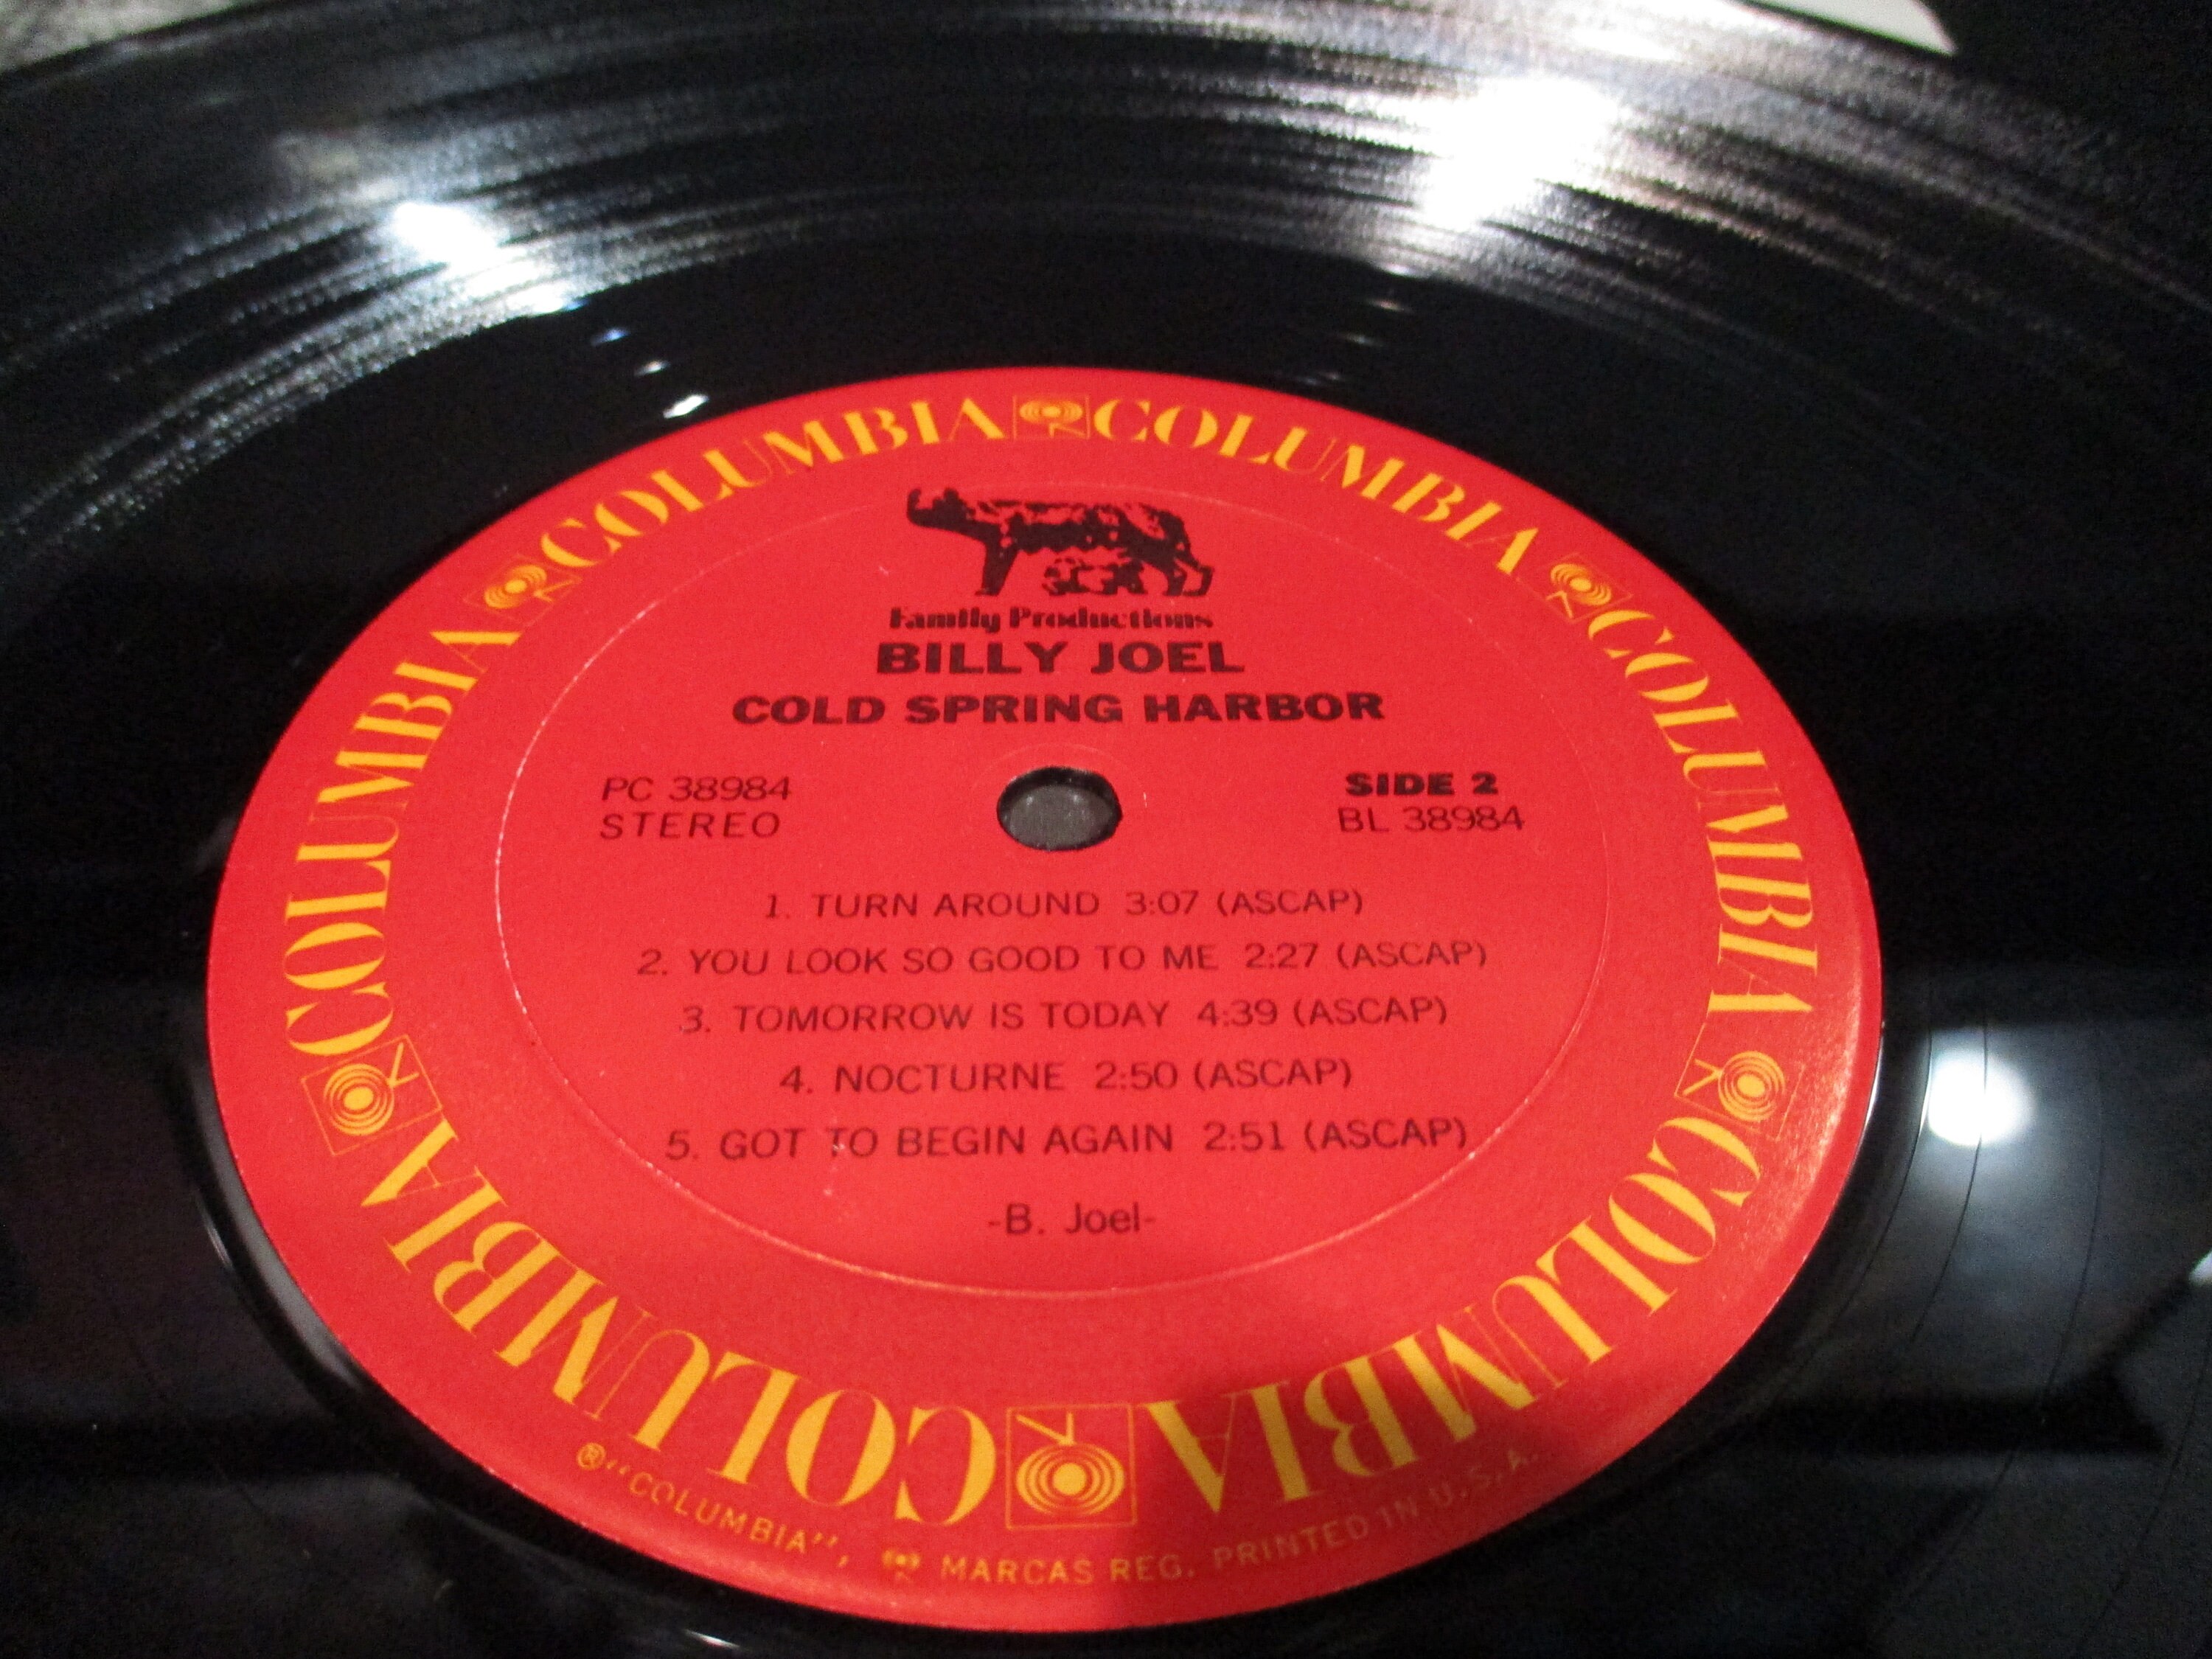 COLUMBIA COLUMBIA COLUMBIA COLUMBIA COLUMBIA COLUMBIA
Family Productions
BILLY JOEL
COLD SPRING HARBOR
PC 38984
STEREO
SIDE 2
BL 38984
1. TURN AROUND 3:07 (ASCAP)
2. YOU LOOK SO GOOD TO ME 2:27 (ASCAP)
3. TOMORROW IS TODAY 4:39 (ASCAP)
4. NOCTURNE 2:50 (ASCAP)
5. GOT TO BEGIN AGAIN 2:51 (ASCAP)
-B. Joel-
® "COLUMBIA", MARCAS REG. PRINTED IN U.S.A.